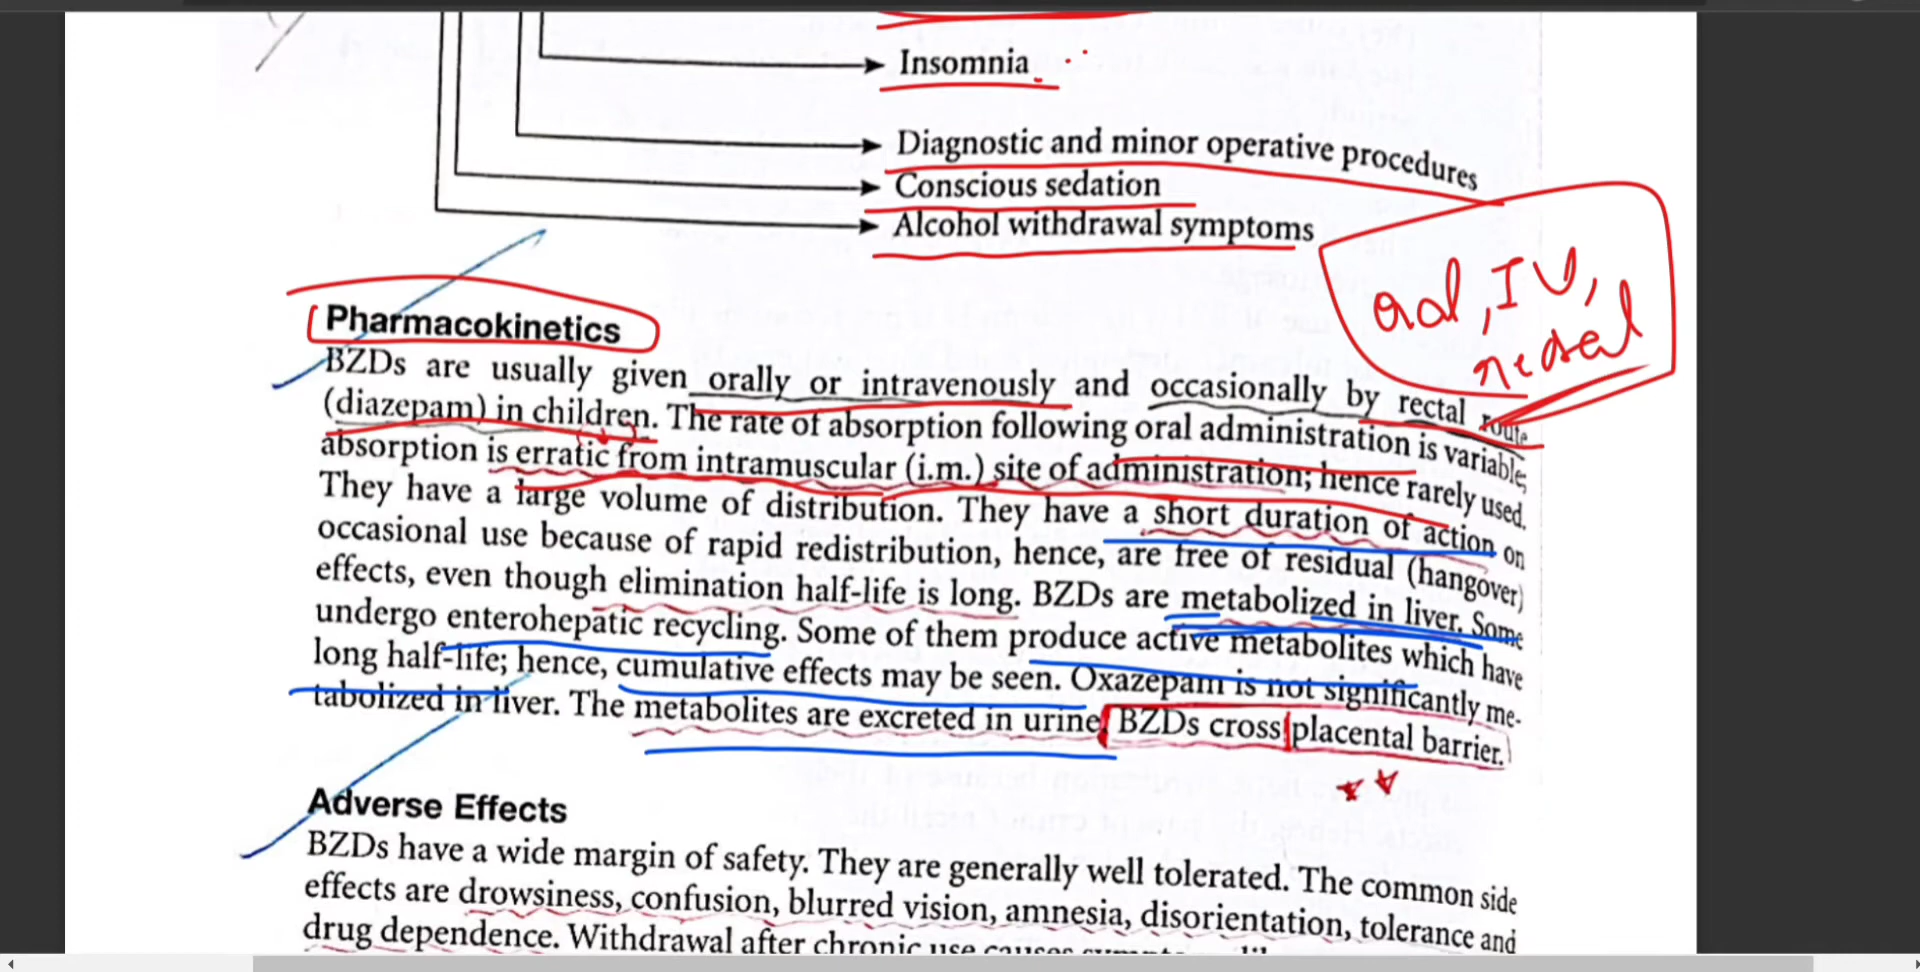 Insomnia
Diagnostic and minor operative procedures
Conscious sedation
Alcohol withdrawal symptoms
oral, IV,
rectal
Pharmacokinetics
BZDs are usually given orally or intravenously and occasionally by rectal route
(diazepam) in children. The rate of absorption following oral administration is variable;
absorption is erratic from intramuscular (i.m.) site of administration; hence rarely used.
They have a large volume of distribution. They have a short duration of action on
occasional use because of rapid redistribution, hence, are free of residual (hangover)
effects, even though elimination half-life is long. BZDs are metabolized in liver. Some
undergo enterohepatic recycling. Some of them produce active metabolites which have
long half-life; hence, cumulative effects may be seen. Oxazepam is not significantly me-
tabolized in liver. The metabolites are excreted in urine. BZDs cross placental barrier.
Adverse Effects
BZDs have a wide margin of safety. They are generally well tolerated. The common side
effects are drowsiness, confusion, blurred vision, amnesia, disorientation, tolerance and
drug dependence. Withdrawal after chronic use causes